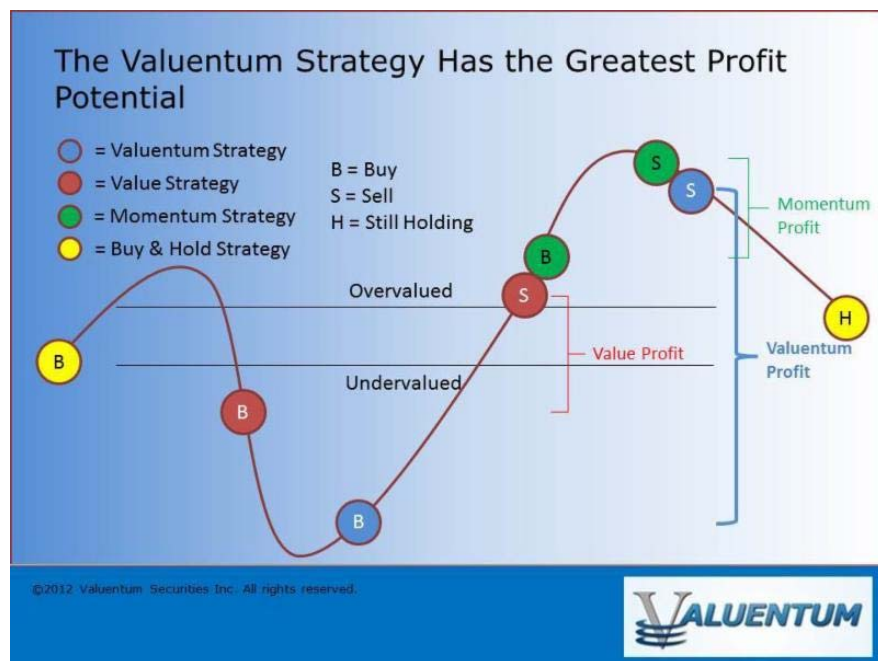 The Valuentum Strategy Has the Greatest Profit
Potential
= Valuentum Strategy
= Value Strategy
= Momentum Strategy
= Buy & Hold Strategy
B = Buy
S = Sell
H = Still Holding
S
S
Momentum
Profit
B
Overvalued
S
H
B
Value Profit
Valuentum
Profit
Undervalued
B
B
©2012 Valuentum Securities Inc. All rights reserved.
VALUENTUM